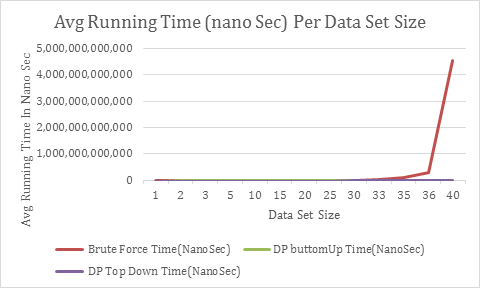 Avg Running Time (nano Sec) Per Data Set Size
Avg Running Time In Nano Sec
5,000,000,000,000
4,000,000,000,000
3,000,000,000,000
2,000,000,000,000
1,000,000,000,000
0
1 2 3 5 10 15 20 25 30 33 35 36 40
Data Set Size
Brute Force Time(NanoSec) DP buttomUp Time(NanoSec)
DP Top Down Time(NanoSec)